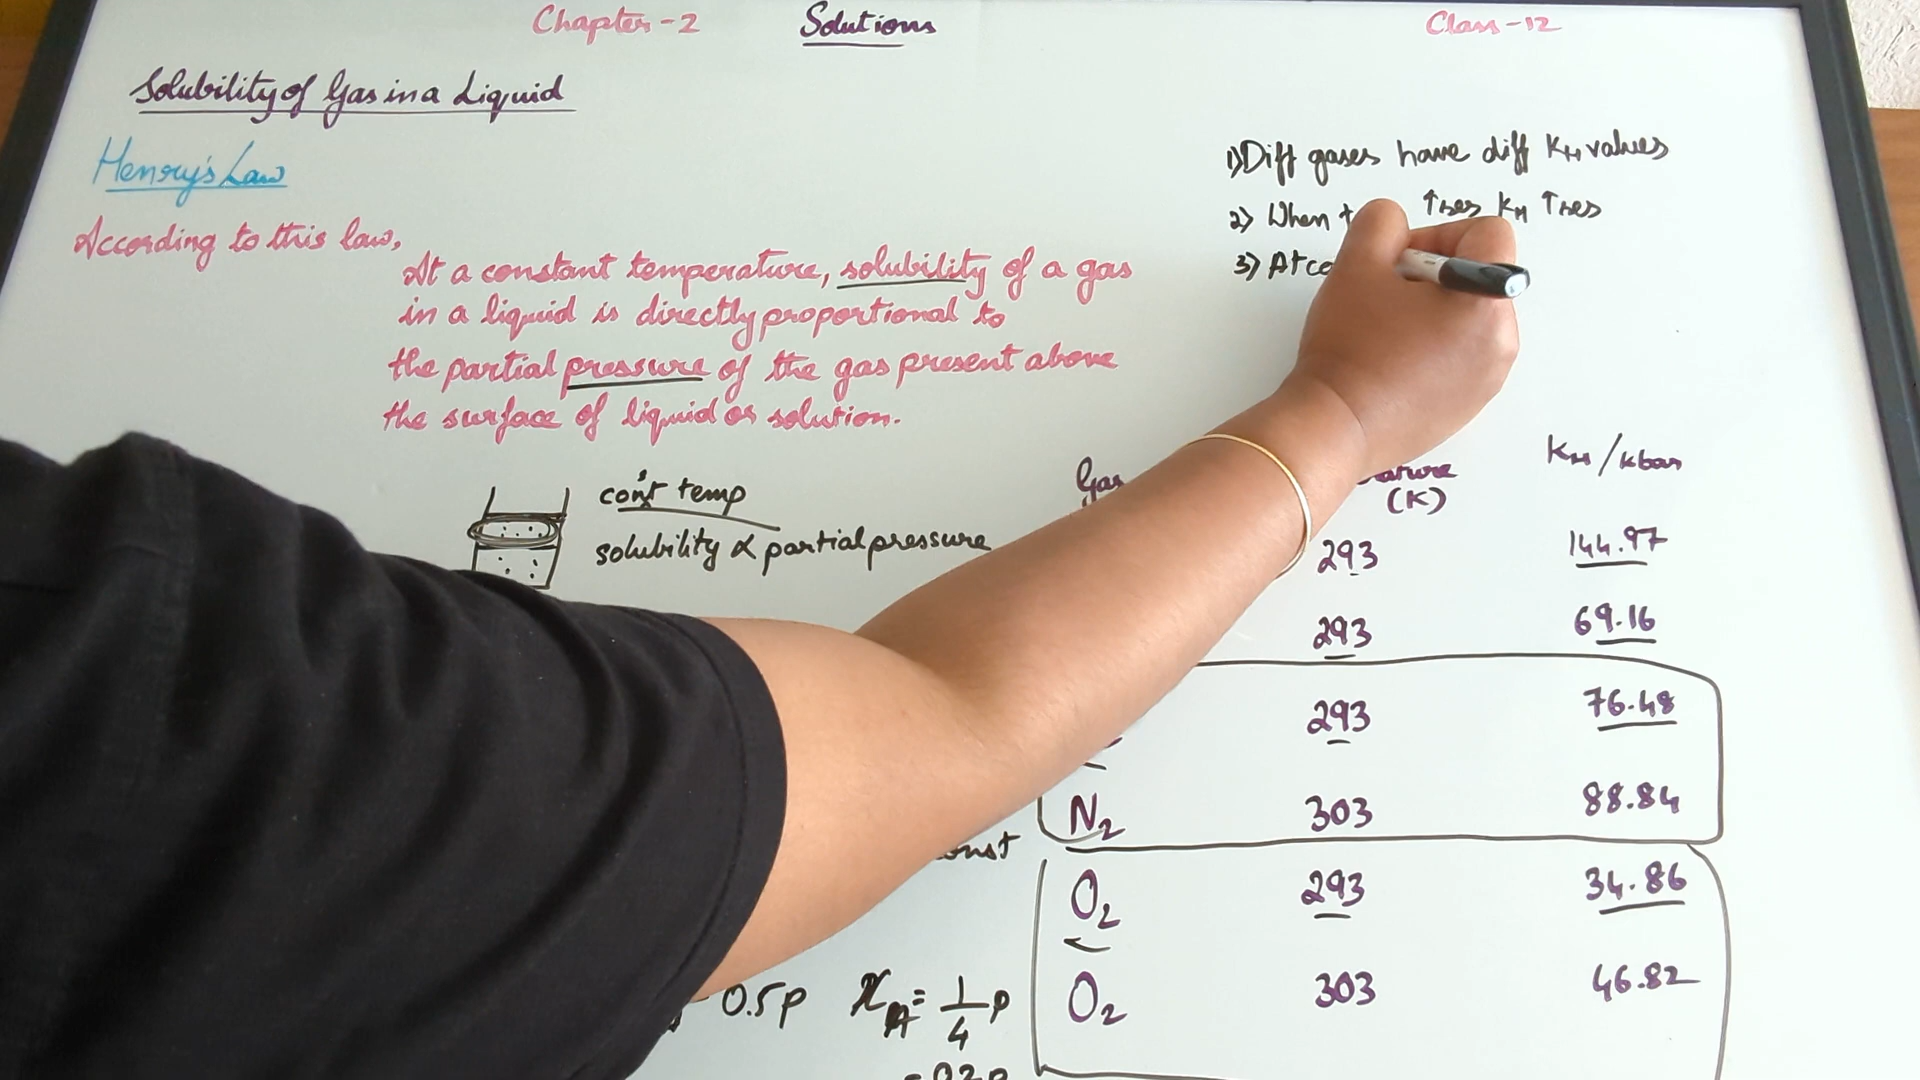 Chapter-2 Solutions Class-12
Solubility of Gas in a Liquid
Henry's Law
According to this law,
At a constant temperature, solubility of a gas
in a liquid is directly proportional to
the partial pressure of the gas present above
the surface of liquid or solution.
con't temp
solubility ∝ partial pressure
1) Diff gases have diff KH values
2) When t ↑ses KH ↑ses
3) At co
Gas (K) KH/kbar
293 144.97
293 69.16
293 76.48
N2 303 88.84
O2 293 34.86
O2 303 46.82
0.5p xA = 1/4 p